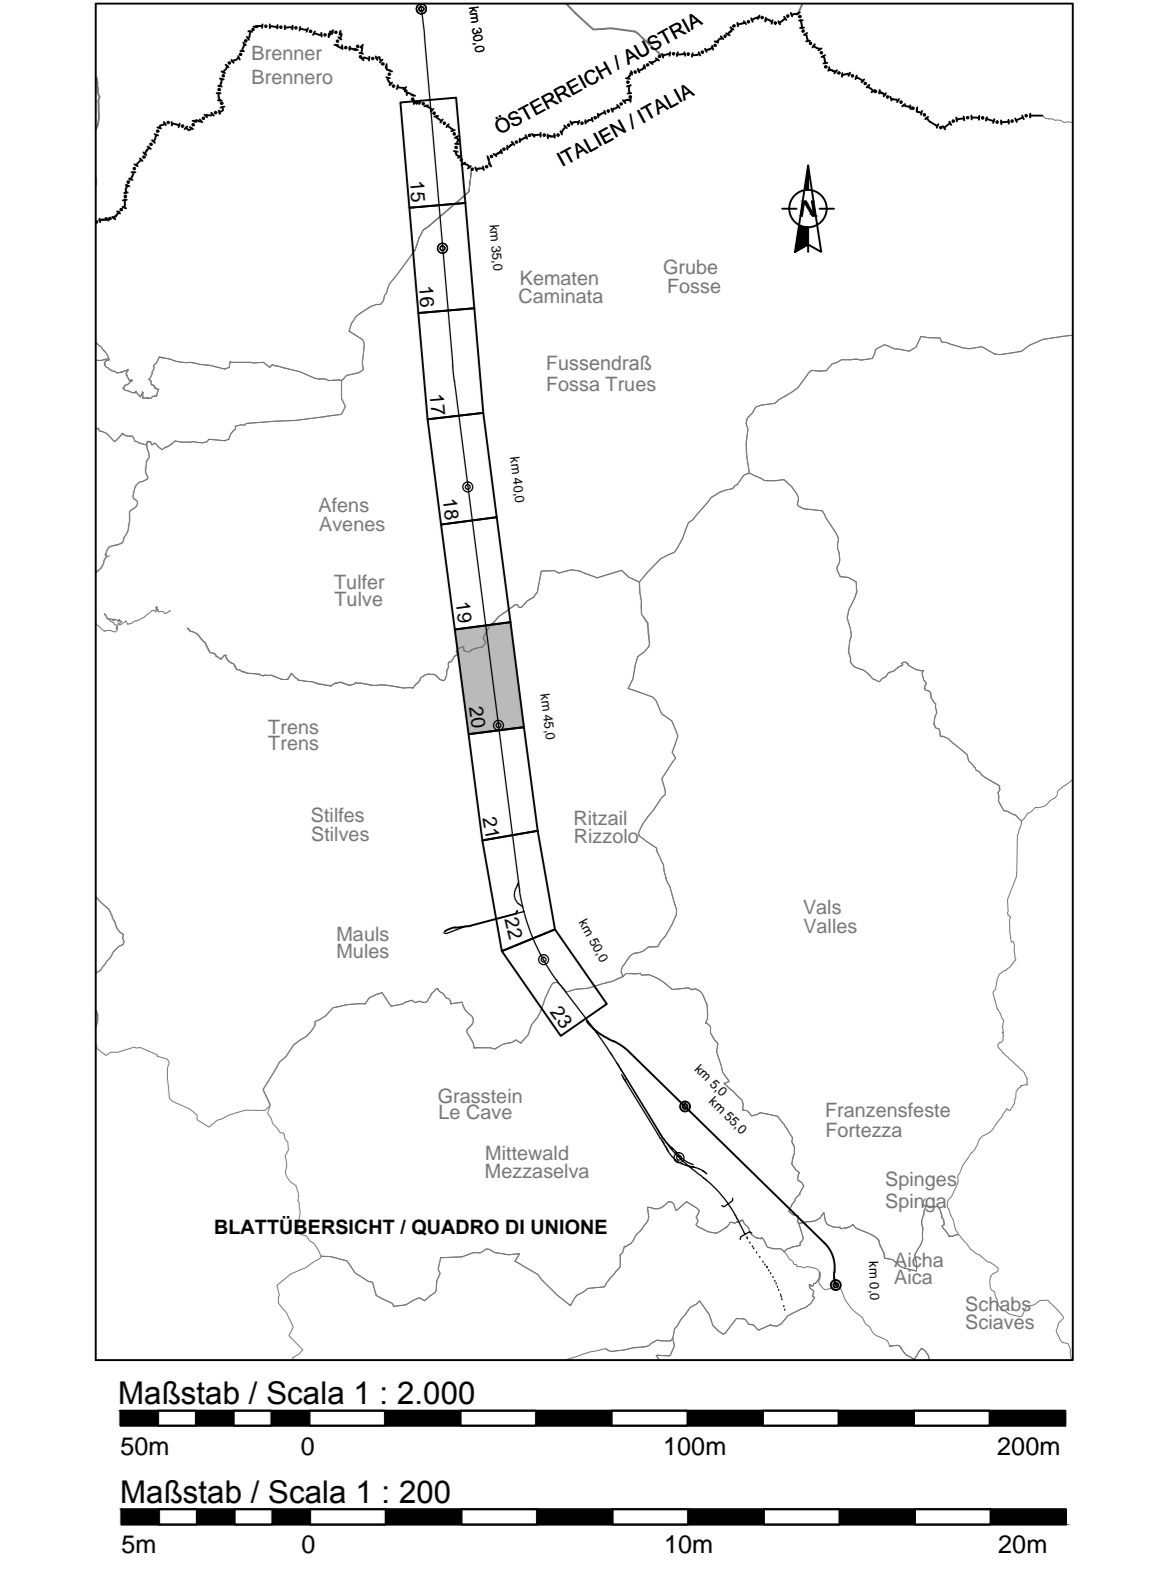 km 30,0
Brenner
Brennero
ÖSTERREICH / AUSTRIA
ITALIEN / ITALIA
N
15
km 35,0
Kematen
Caminata
Grube
Fosse
16
Fussendraß
Fossa Trues
17
km 40,0
Afens
Avenes
18
Tulfer
Tulve
19
km 45,0
20
Trens
Trens
Stilfes
Stilves
21
Ritzail
Rizzolo
Vals
Valles
22
km 50,0
Mauls
Mules
23
km 5,0
km 55,0
Grasstein
Le Cave
Franzensfeste
Fortezza
Mittewald
Mezzaselva
Spinges
Spinga
BLATTÜBERSICHT / QUADRO DI UNIONE
km 0,0
Aicha
Aica
Schabs
Sciaves
Maßstab / Scala 1 : 2.000
50m 0 100m 200m
Maßstab / Scala 1 : 200
5m 0 10m 20m